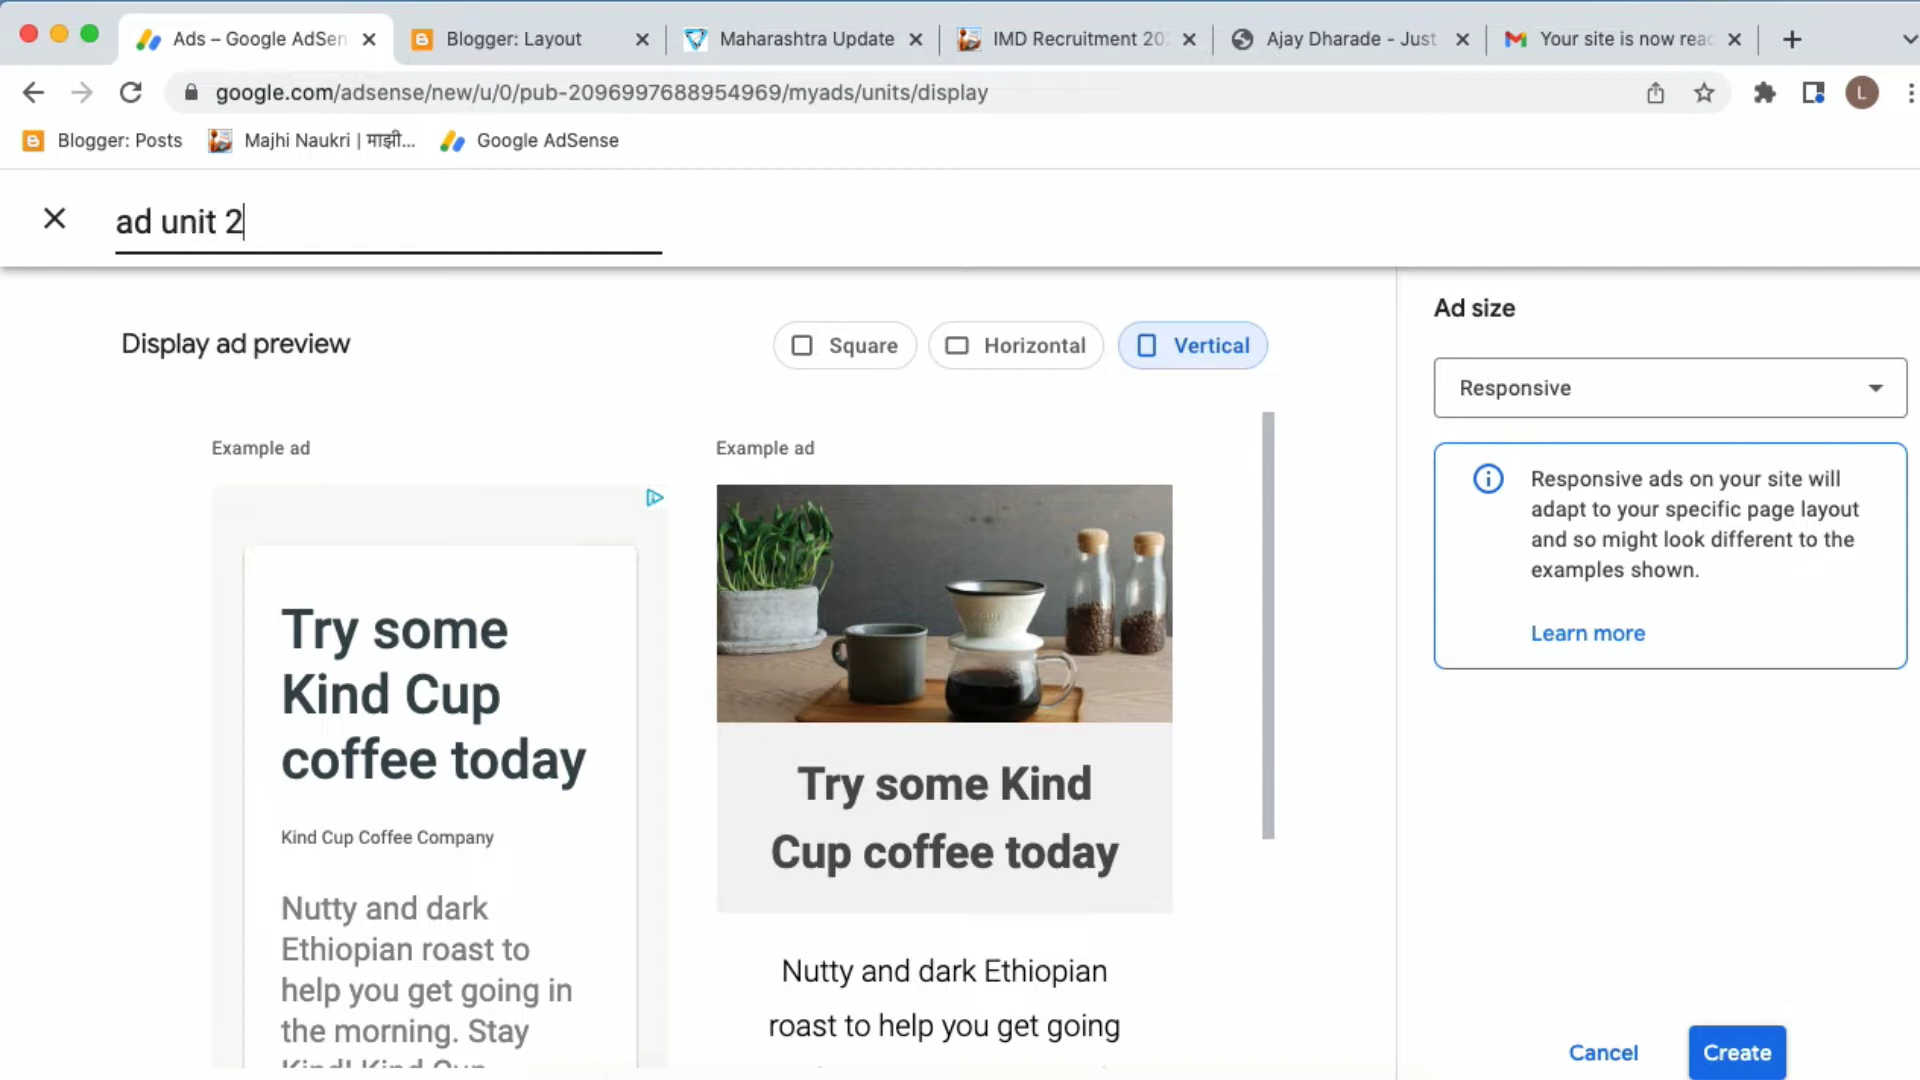 Ads – Google AdSen
Blogger: Layout
Maharashtra Update
IMD Recruitment 20
Ajay Dharade - Just
Your site is now rea
google.com/adsense/new/u/0/pub-2096997688954969/myads/units/display
L
Blogger: Posts
Majhi Naukri | माझी...
Google AdSense
ad unit 2
Display ad preview
Square
Horizontal
Vertical
Ad size
Responsive
Example ad
Example ad
Responsive ads on your site will
adapt to your specific page layout
and so might look different to the
examples shown.
Learn more
Try some
Kind Cup
coffee today
Kind Cup Coffee Company
Nutty and dark
Ethiopian roast to
help you get going in
the morning. Stay
Kind! Kind Cup
Try some Kind
Cup coffee today
Nutty and dark Ethiopian
roast to help you get going
Cancel
Create